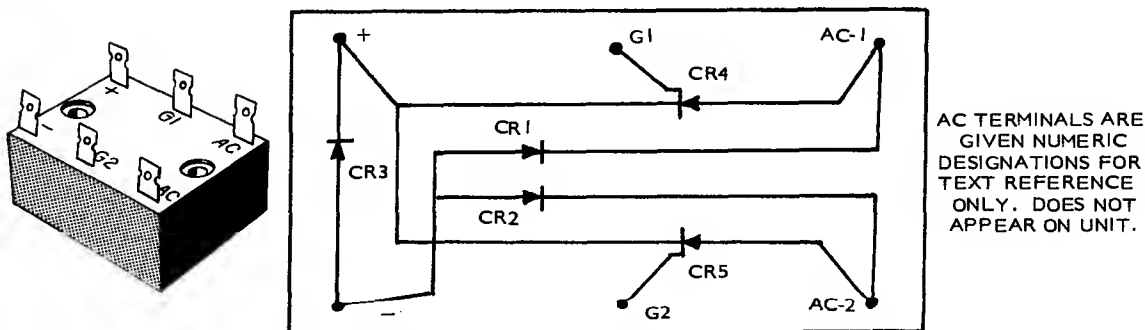 +
G1
AC
-
G2
AC
+
G1
AC-1
CR4
CR1
CR3
CR2
CR5
-
G2
AC-2
AC TERMINALS ARE
GIVEN NUMERIC
DESIGNATIONS FOR
TEXT REFERENCE
ONLY. DOES NOT
APPEAR ON UNIT.